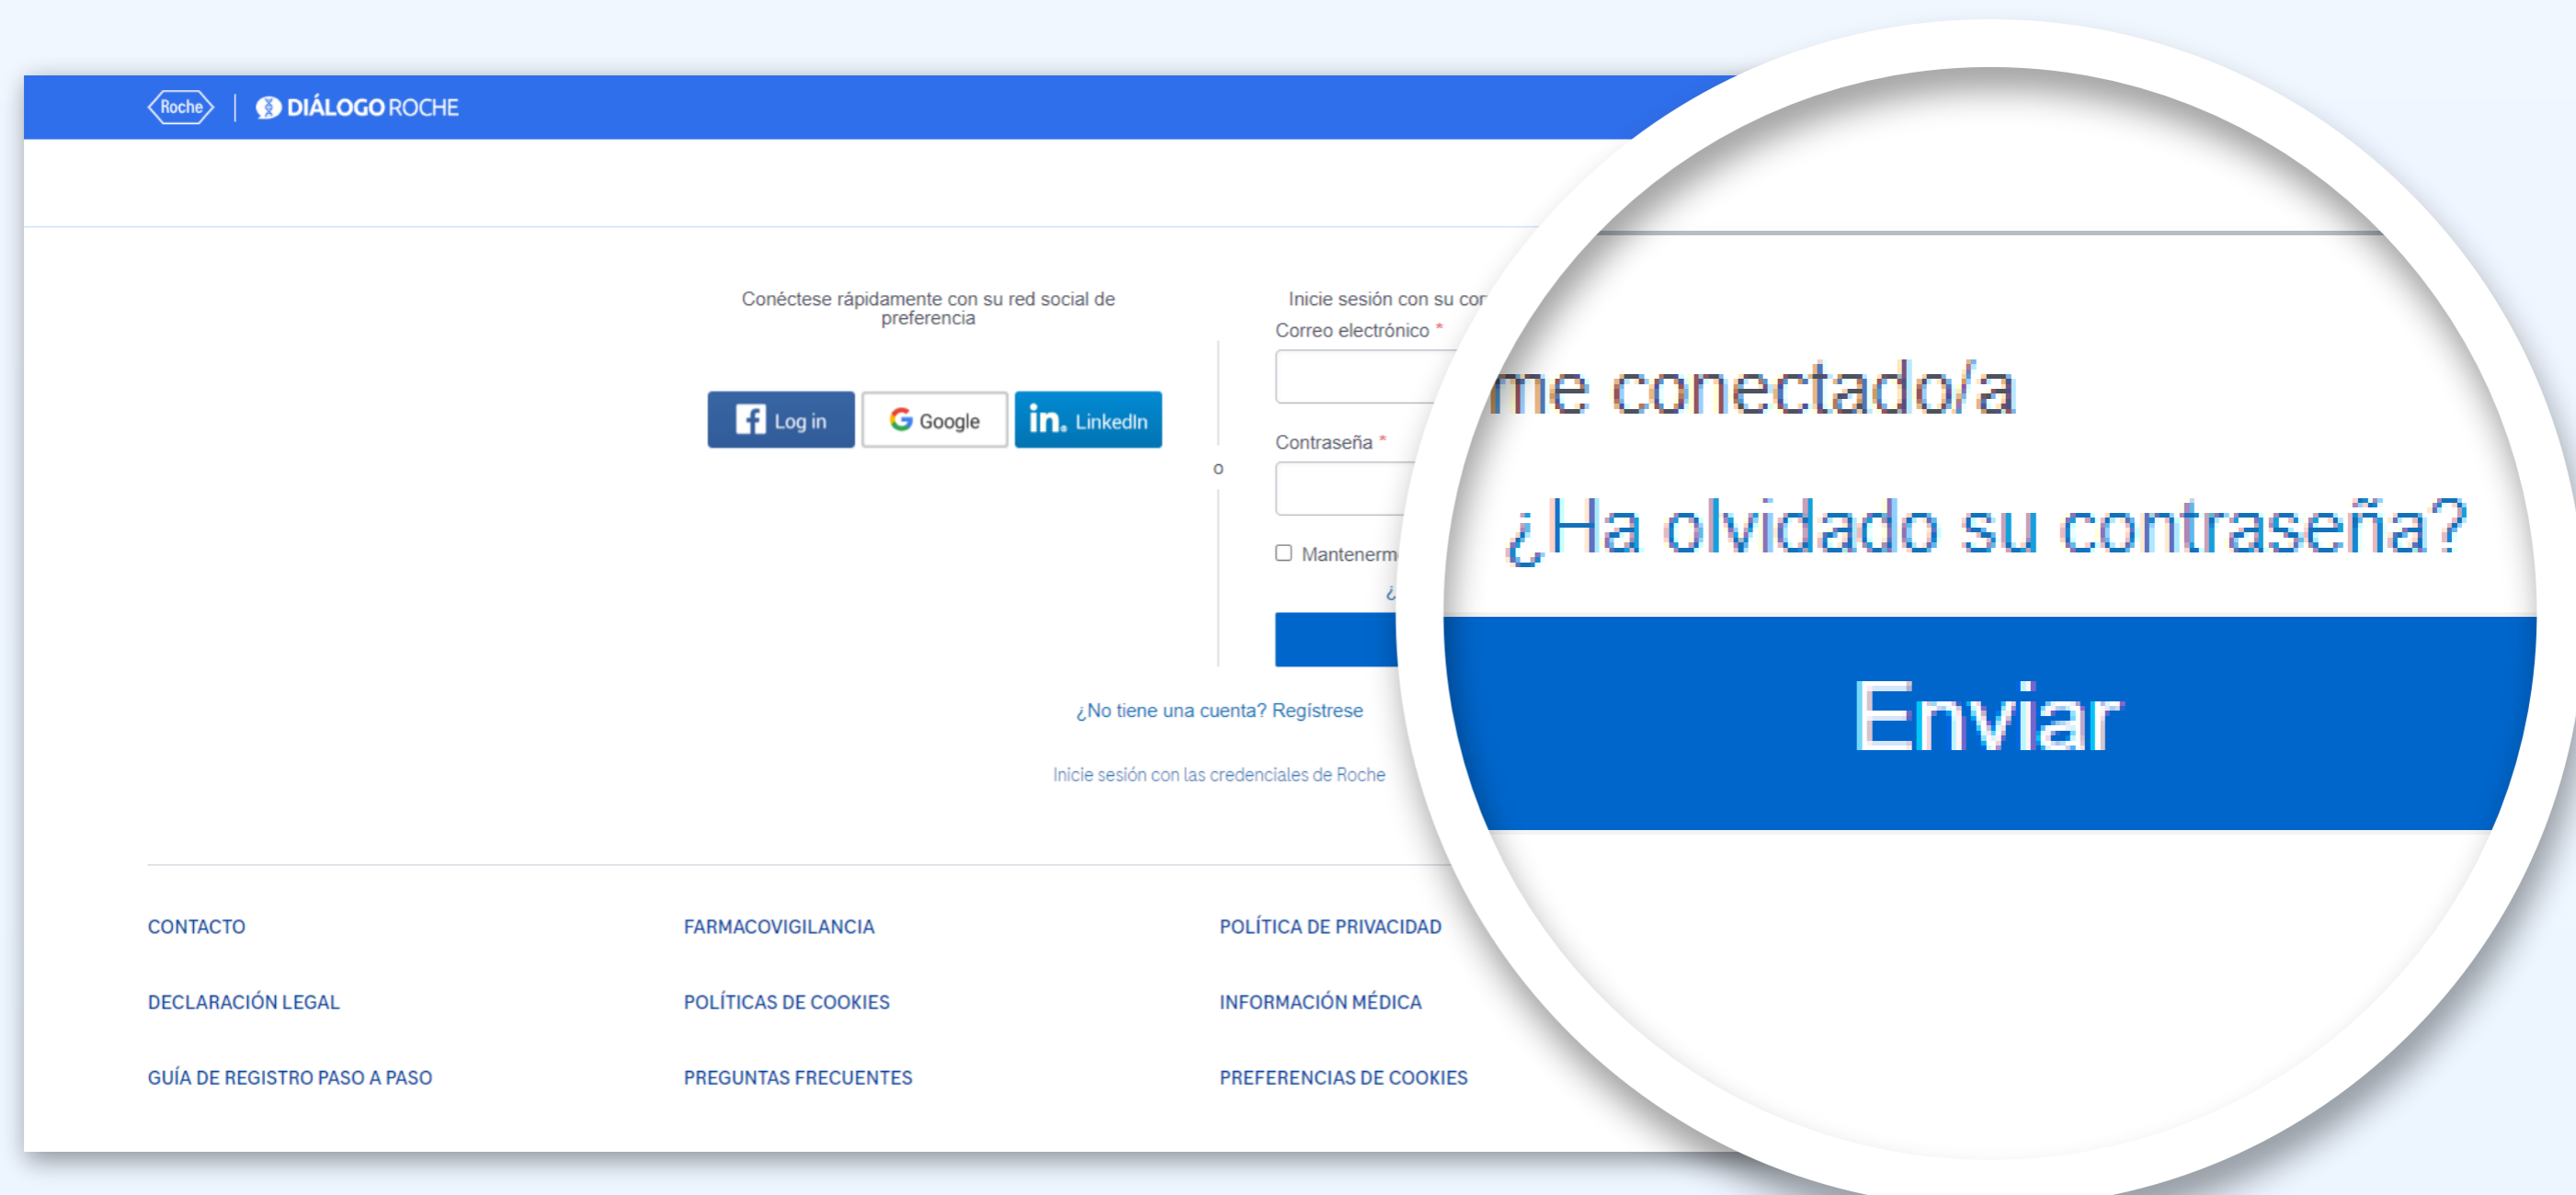 Roche DIÁLOGO ROCHE
Conéctese rápidamente con su red social de
preferencia
Log in
Google
in. LinkedIn
o
Inicie sesión con su
Correo electrónico *
Contraseña *
¿No tiene una cuenta? Regístrese
Inicie sesión con las credenciales de Roche
me conectado/a
¿Ha olvidado su contraseña?
Enviar
CONTACTO
FARMACOVIGILANCIA
POLÍTICA DE PRIVACIDAD
DECLARACIÓN LEGAL
POLÍTICAS DE COOKIES
INFORMACIÓN MÉDICA
GUÍA DE REGISTRO PASO A PASO
PREGUNTAS FRECUENTES
PREFERENCIAS DE COOKIES